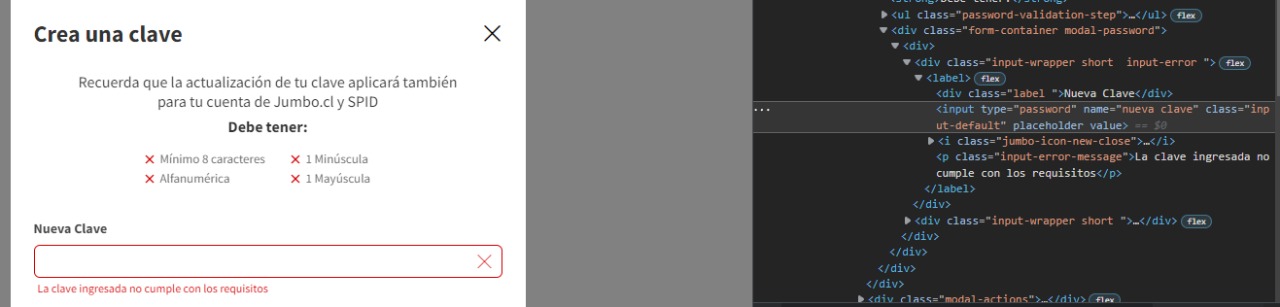 Crea una clave
Recuerda que la actualización de tu clave aplicará también
para tu cuenta de Jumbo.cl y SPID
Debe tener:
Mínimo 8 caracteres
1 Minúscula
Alfanumérica
1 Mayúscula
Nueva Clave
La clave ingresada no cumple con los requisitos
▶<ul class="password-validation-step">…</ul> flex
▼<div class="form-container modal-password">
▼<div>
▼<div class="input-wrapper short  input-error "> flex
▼<label> flex
<div class="label ">Nueva Clave</div>
... <input type="password" name="nueva clave" class="inp
ut-default" placeholder value> == $0
▶<i class="jumbo-icon-new-close">…</i>
<p class="input-error-message">La clave ingresada no
cumple con los requisitos</p>
</label>
</div>
▶<div class="input-wrapper short ">…</div> flex
</div>
</div>
</div>
</div>
▶<div class="modal-actions">…</div> flex